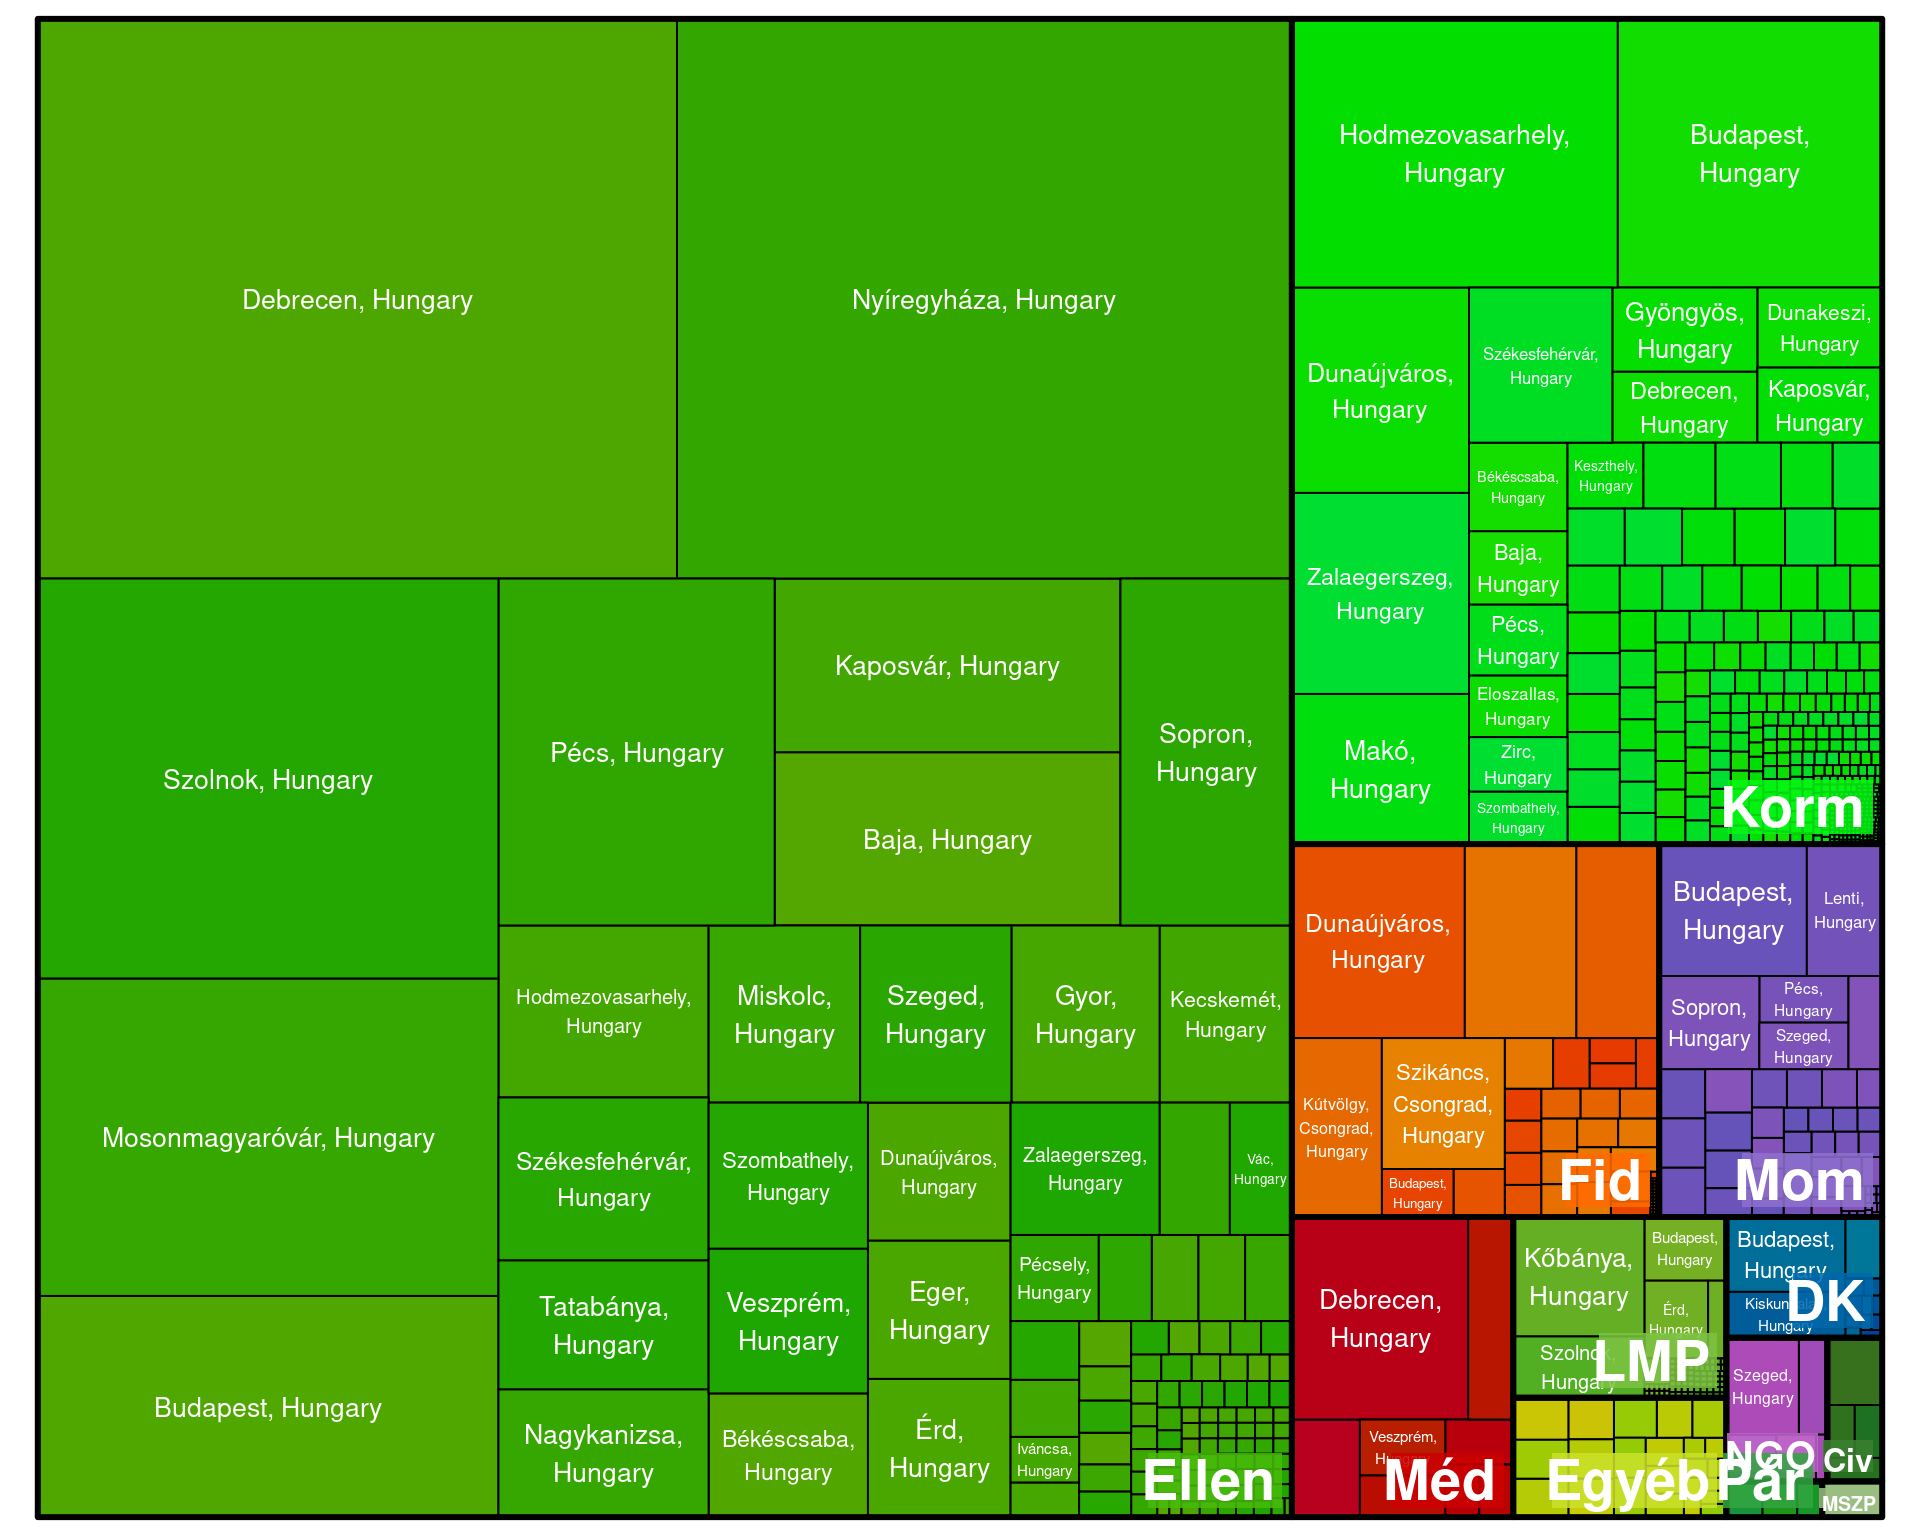 Debrecen, Hungary
Nyíregyháza, Hungary
Szolnok, Hungary
Mosonmagyaróvár, Hungary
Budapest, Hungary
Pécs, Hungary
Kaposvár, Hungary
Baja, Hungary
Sopron,
Hungary
Hodmezovasarhely,
Hungary
Miskolc,
Hungary
Szeged,
Hungary
Gyor,
Hungary
Kecskemét,
Hungary
Székesfehérvár,
Hungary
Tatabánya,
Hungary
Nagykanizsa,
Hungary
Szombathely,
Hungary
Veszprém,
Hungary
Békéscsaba,
Hungary
Dunaújváros,
Hungary
Eger,
Hungary
Érd,
Hungary
Zalaegerszeg,
Hungary
Vác,
Hungary
Pécsely,
Hungary
Iváncsa,
Hungary
Ellen
Hodmezovasarhely,
Hungary
Budapest,
Hungary
Dunaújváros,
Hungary
Zalaegerszeg,
Hungary
Makó,
Hungary
Székesfehérvár,
Hungary
Gyöngyös,
Hungary
Dunakeszi,
Hungary
Debrecen,
Hungary
Kaposvár,
Hungary
Békéscsaba,
Hungary
Keszthely,
Hungary
Baja,
Hungary
Pécs,
Hungary
Eloszallas,
Hungary
Zirc,
Hungary
Szombathely,
Hungary
Korm
Dunaújváros,
Hungary
Kútvölgy,
Csongrad,
Hungary
Szikáncs,
Csongrad,
Hungary
Budapest,
Hungary
Fid
Budapest,
Hungary
Lenti,
Hungary
Sopron,
Hungary
Pécs,
Hungary
Szeged,
Hungary
Mom
Debrecen,
Hungary
Veszprém,
Méd
Kőbánya,
Hungary
Budapest,
Hungary
Érd,
Hungary
Szolnok,
Hungary
LMP
Budapest,
Hungary
Hungary
DK
Szeged,
Hungary
NGO
Civ
Egyéb
Pár
MSZP